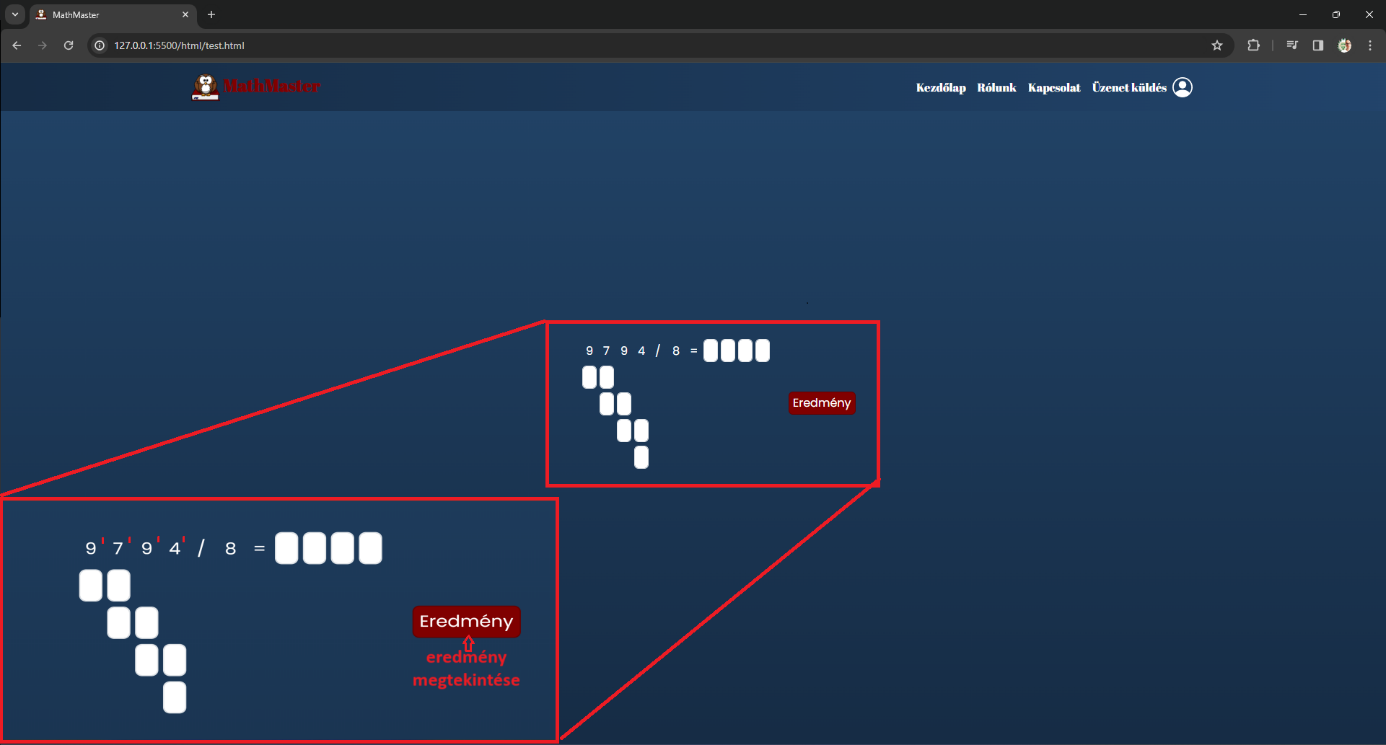 MathMaster
127.0.0.1:5500/html/test.html
MathMaster
Kezdőlap Rólunk Kapcsolat Üzenet küldés
9 7 9 4 / 8 =
Eredmény
9 ' 7 ' 9 ' 4 ' / 8 =
Eredmény
eredmény
megtekintése